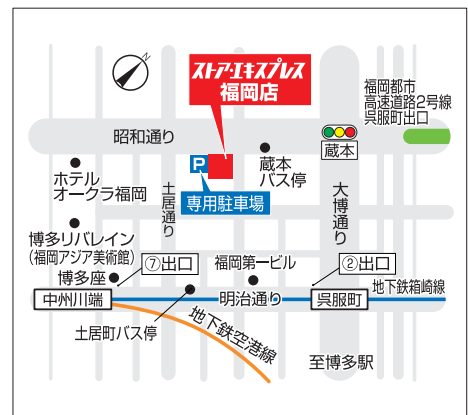 N
ストア・エキスプレス
福岡店
福岡都市
高速道路2号線
呉服町出口
昭和通り
蔵本
P
蔵本
バス停
ホテル
オークラ福岡
専用駐車場
土居通り
大博通り
博多リバレイン
(福岡アジア美術館)
⑦出口
福岡第一ビル
②出口
博多座
地下鉄箱崎線
中州川端
明治通り
呉服町
土居町バス停
地下鉄空港線
至博多駅